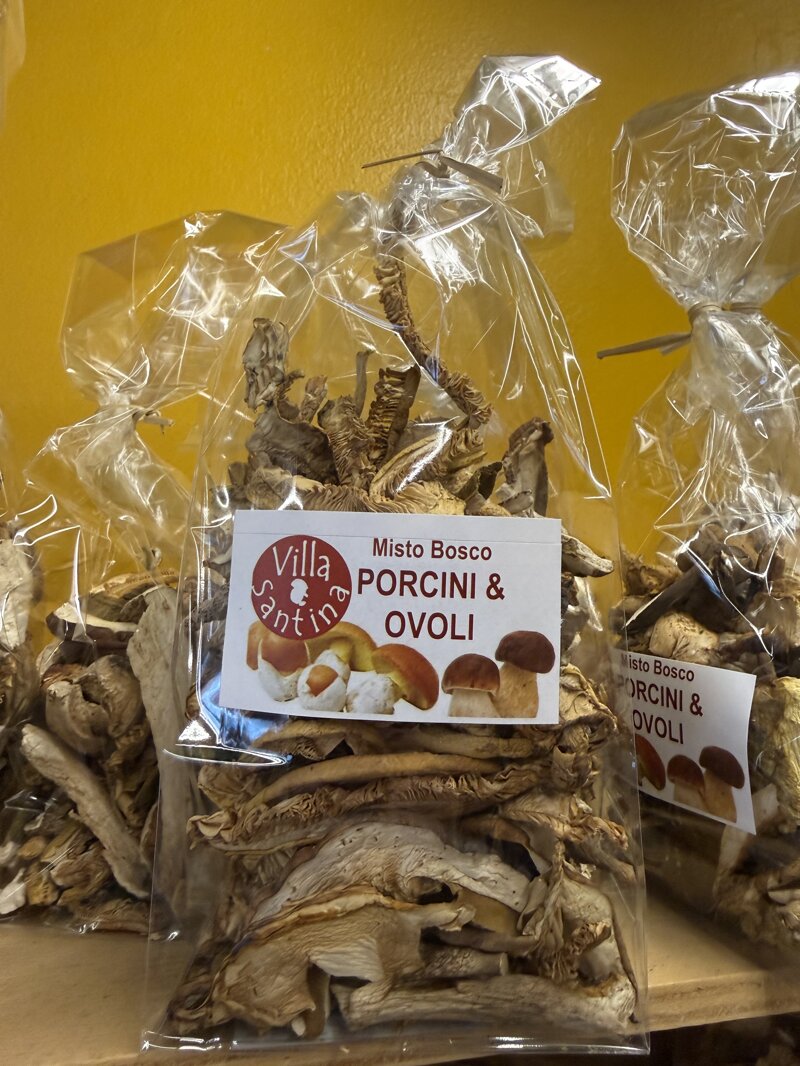 Villa
Santina
Misto Bosco
PORCINI &
OVOLI
Misto Bosco
PORCINI &
OVOLI